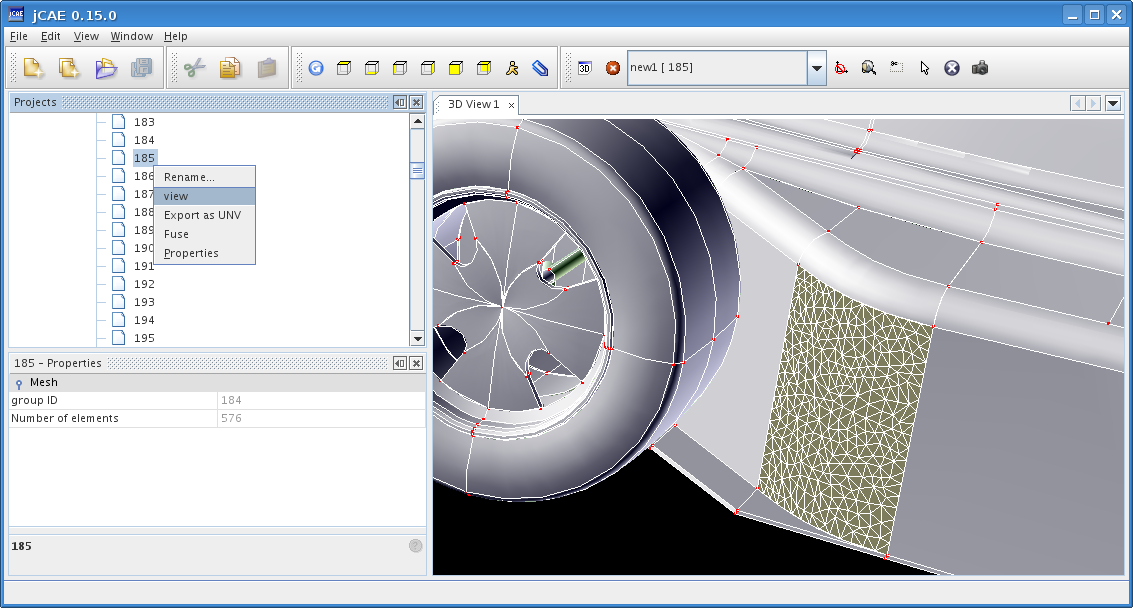 jCAE jCAE 0.15.0
File Edit View Window Help
3D new1 [ 185]
Projects
3D View 1
183
184
185
186
Rename...
187
view
188
Export as UNV
189
Fuse
190
Properties
191
192
193
194
195
185 - Properties
Mesh
group ID 184
Number of elements 576
185
?